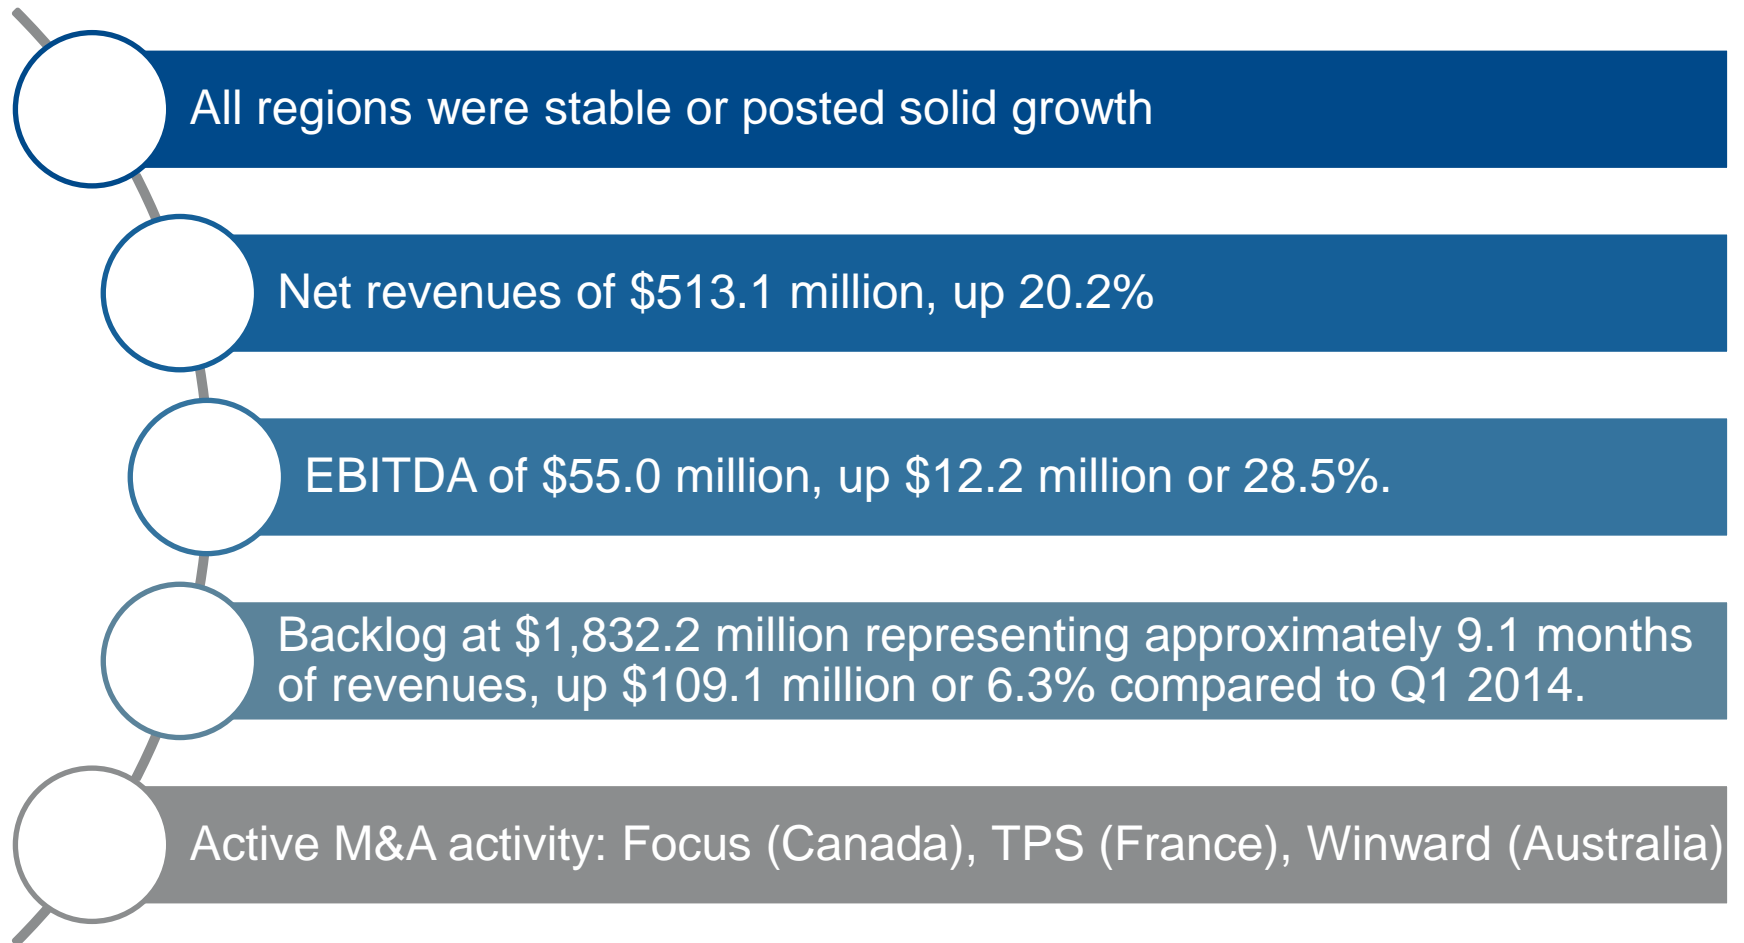 All regions were stable or posted solid growth
Net revenues of $513.1 million, up 20.2%
EBITDA of $55.0 million, up $12.2 million or 28.5%.
Backlog at $1,832.2 million representing approximately 9.1 months
of revenues, up $109.1 million or 6.3% compared to Q1 2014.
Active M&A activity: Focus (Canada), TPS (France), Winward (Australia)